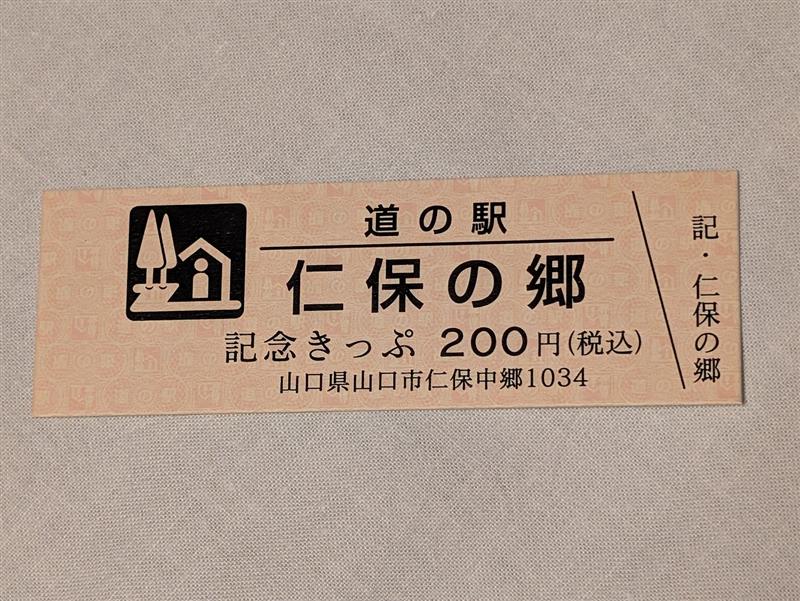 道の駅
仁保の郷
記念きっぷ 200円(税込)
山口県山口市仁保中郷1034
記・仁保の郷